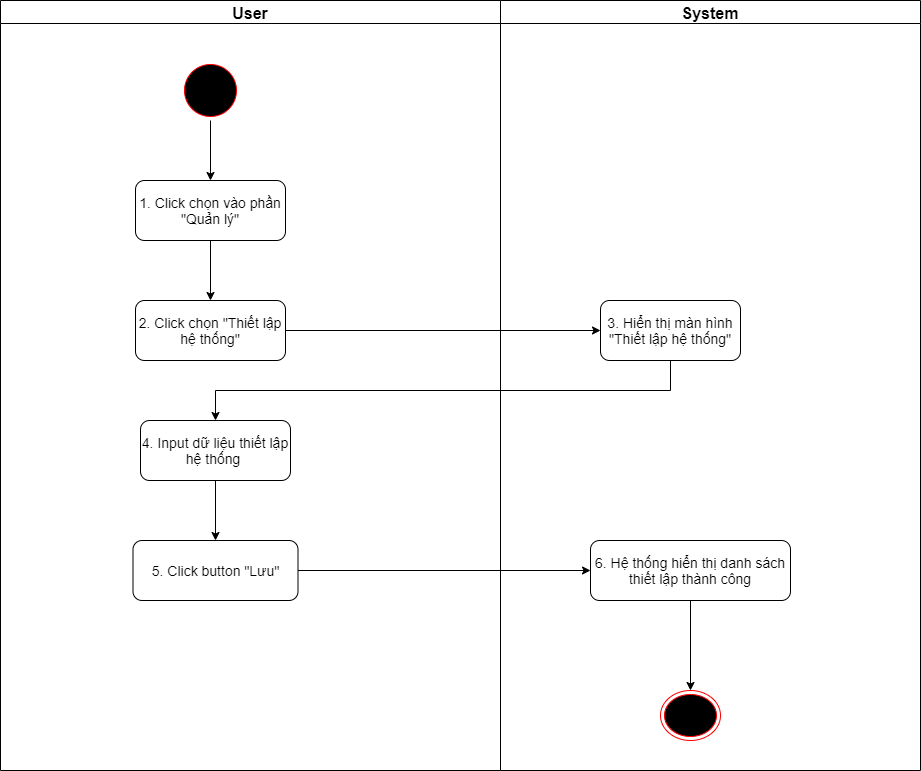 User
System
1. Click chọn vào phần
"Quản lý"
2. Click chọn "Thiết lập
hệ thống"
3. Hiển thị màn hình
"Thiết lập hệ thống"
4. Input dữ liệu thiết lập
hệ thống
5. Click button "Lưu"
6. Hệ thống hiển thị danh sách
thiết lập thành công